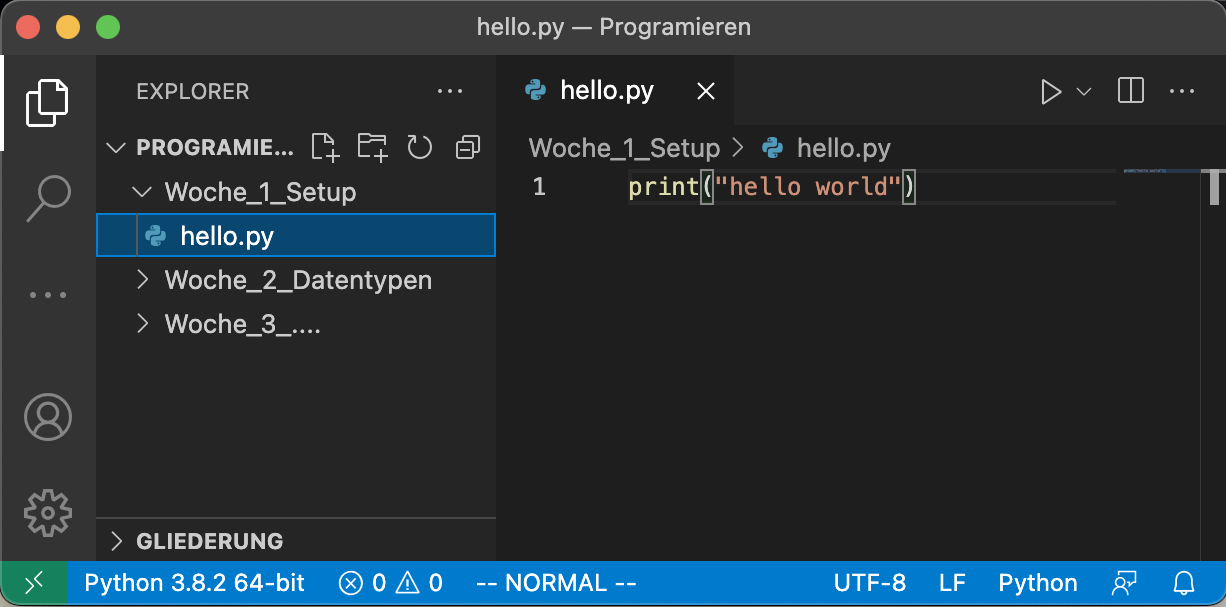 hello.py — Programieren
EXPLORER
PROGRAMIE...
Woche_1_Setup
hello.py
Woche_2_Datentypen
Woche_3_....
GLIEDERUNG
hello.py
Woche_1_Setup > hello.py
1 print("hello world")
Python 3.8.2 64-bit 0 0 -- NORMAL -- UTF-8 LF Python